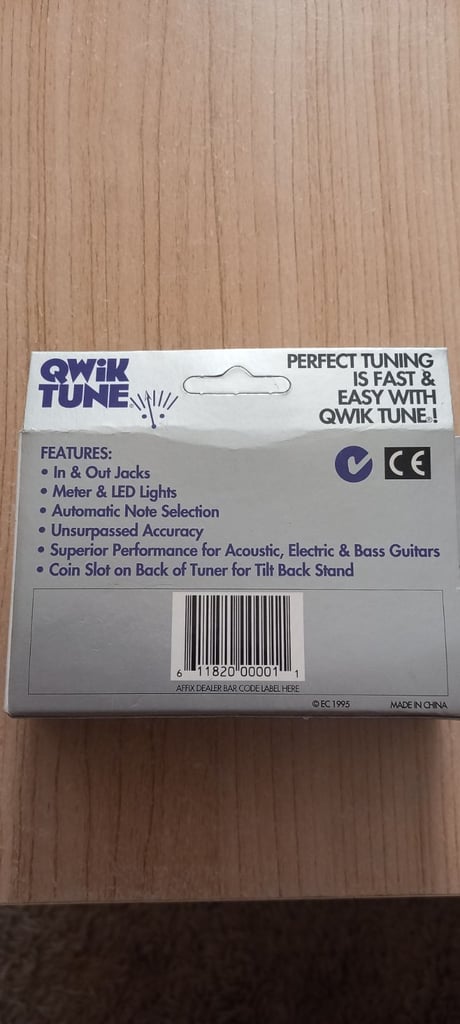 QWiK
TUNE
PERFECT TUNING
IS FAST &
EASY WITH
QWIK TUNE®!
FEATURES:
• In & Out Jacks
• Meter & LED Lights
• Automatic Note Selection
• Unsurpassed Accuracy
• Superior Performance for Acoustic, Electric & Bass Guitars
• Coin Slot on Back of Tuner for Tilt Back Stand
CE
6 11820 00001 1
AFFIX DEALER BAR CODE LABEL HERE
© EC 1995
MADE IN CHINA